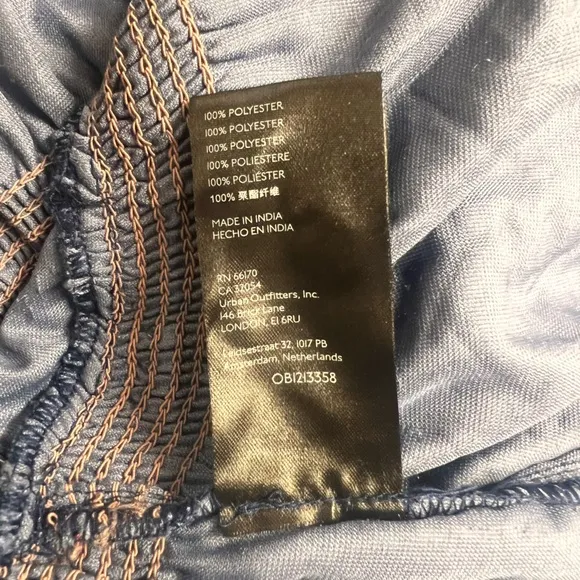 100% POLYESTER
100% POLYESTER
100% POLYESTER
100% POLIESTERE
100% POLIÉSTER
100% 聚酯纤维
MADE IN INDIA
HECHO EN INDIA
RN 66170
CA 32054
Urban Outfitters, Inc.
146 Brick Lane
LONDON, E1 6RU
Leidsestraat 32, 1017 PB
Amsterdam, Netherlands
OB1213358